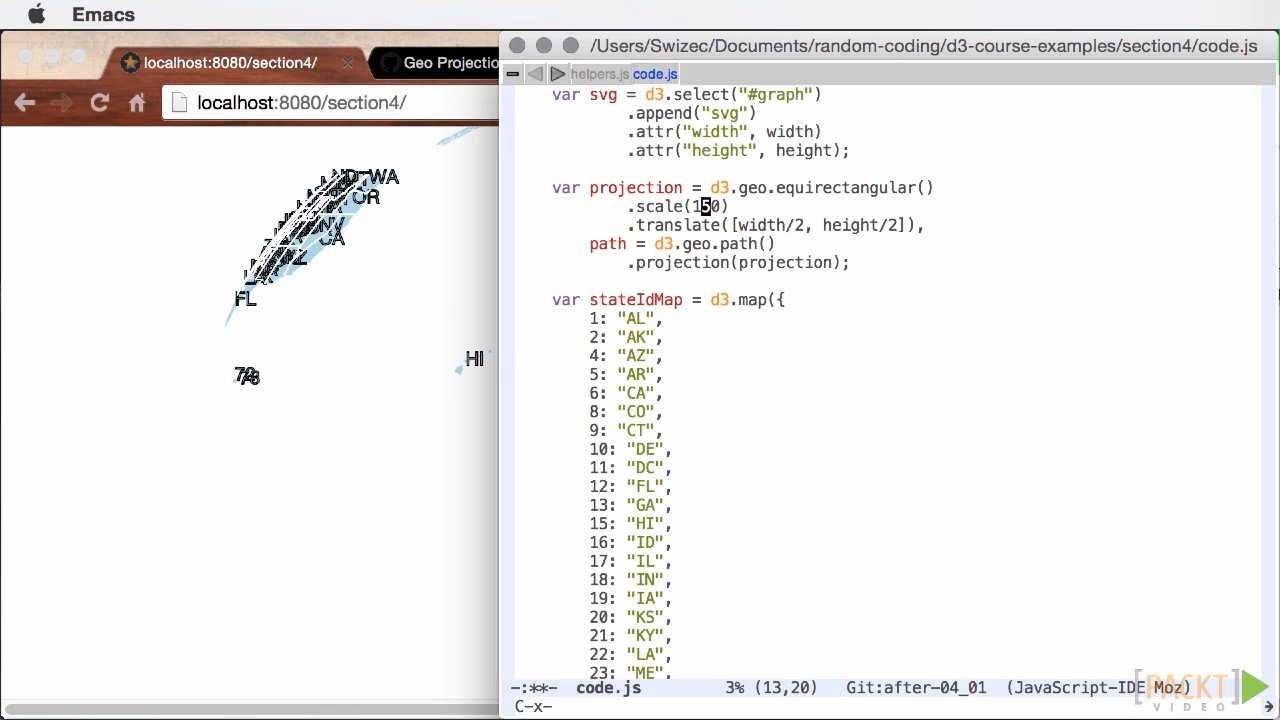 Emacs
localhost:8080/section4/
Geo Projectio
localhost:8080/section4/
WA
OR
CA
FL
HI
/Users/Swizec/Documents/random-coding/d3-course-examples/section4/code.js
helpers.js code.js
var svg = d3.select("#graph")
.append("svg")
.attr("width", width)
.attr("height", height);
var projection = d3.geo.equirectangular()
.scale(150)
.translate([width/2, height/2]),
path = d3.geo.path()
.projection(projection);
var stateIdMap = d3.map({
1: "AL",
2: "AK",
4: "AZ",
5: "AR",
6: "CA",
8: "CO",
9: "CT",
10: "DE",
11: "DC",
12: "FL",
13: "GA",
15: "HI",
16: "ID",
17: "IL",
18: "IN",
19: "IA",
20: "KS",
21: "KY",
22: "LA",
23: "ME",
-:**- code.js 3% (13,20) Git:after-04_01 (JavaScript-IDE Moz)
C-x-
PACKT
VIDEO